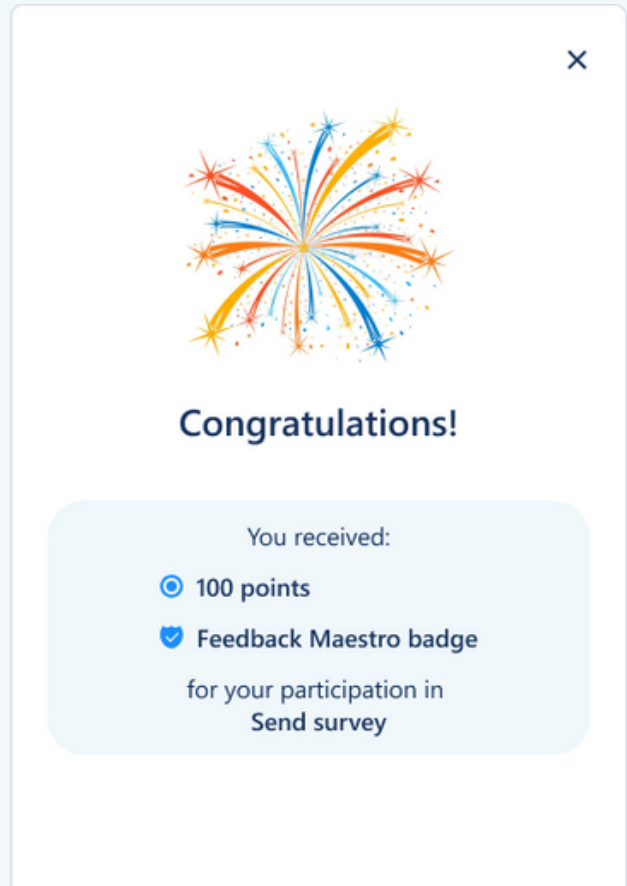 Congratulations!
You received:
100 points
Feedback Maestro badge
for your participation in
Send survey